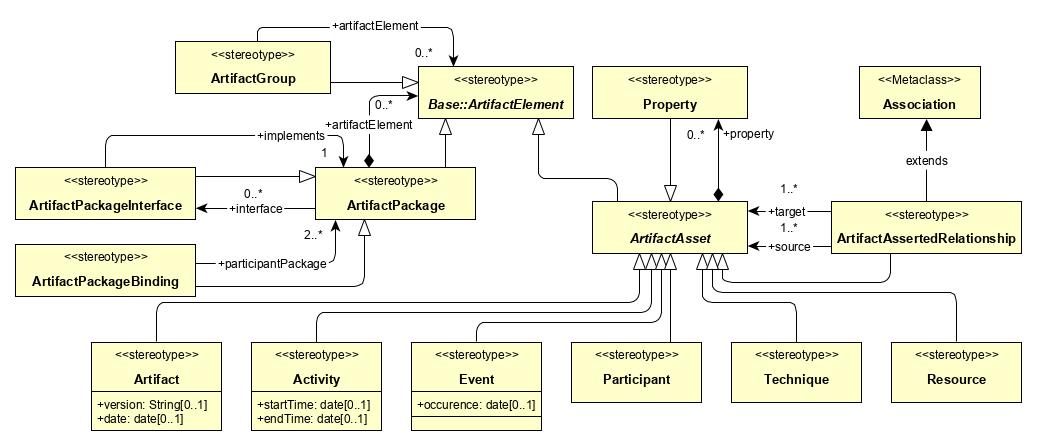 +artifactElement
0..*
<<stereotype>>
ArtifactGroup
<<stereotype>>
Base::ArtifactElement
<<stereotype>>
Property
<<Metaclass>>
Association
0..*
+artifactElement
0..*
+property
+implements
1
extends
<<stereotype>>
ArtifactPackageInterface
0..*
+interface
<<stereotype>>
ArtifactPackage
1..*
+target
1..*
+source
<<stereotype>>
ArtifactAsset
<<stereotype>>
ArtifactAssertedRelationship
2..*
+participantPackage
<<stereotype>>
ArtifactPackageBinding
<<stereotype>>
Artifact
+version: String[0..1]
+date: date[0..1]
<<stereotype>>
Activity
+startTime: date[0..1]
+endTime: date[0..1]
<<stereotype>>
Event
+occurence: date[0..1]
<<stereotype>>
Participant
<<stereotype>>
Technique
<<stereotype>>
Resource